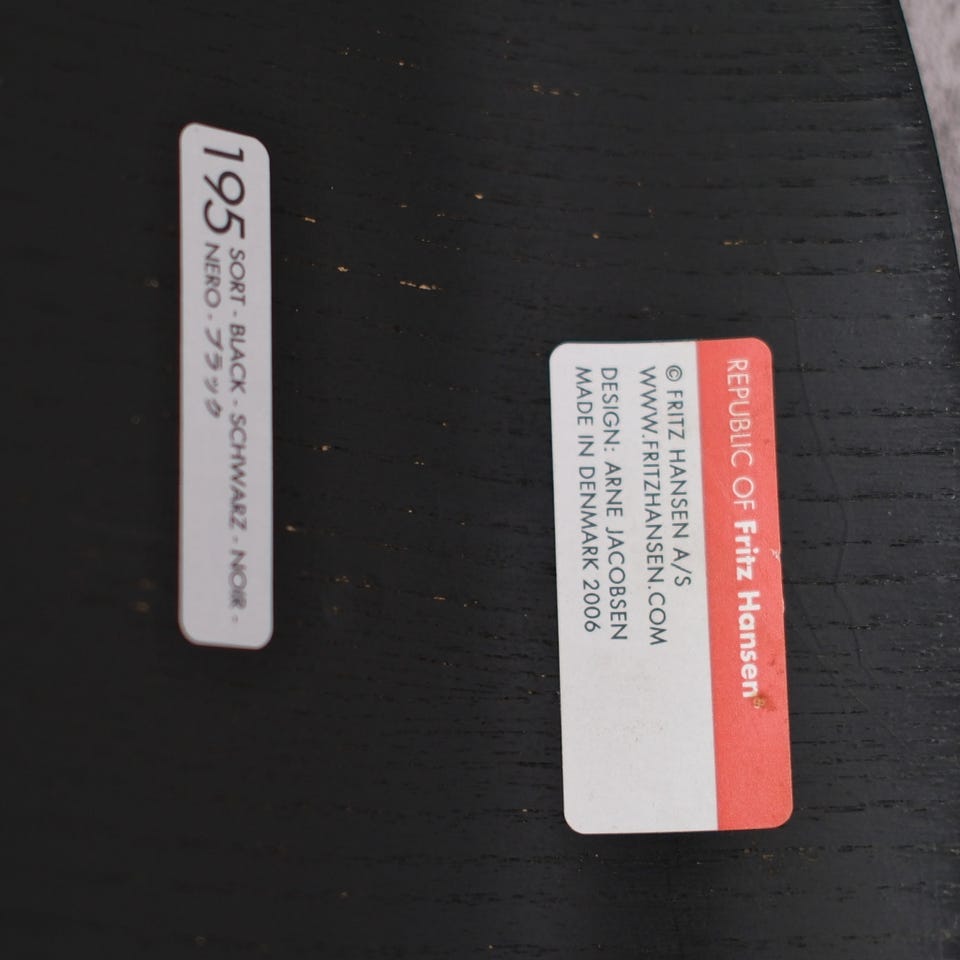 195 SORT - BLACK - SCHWARZ - NOIR -
NERO - ブラック
REPUBLIC OF Fritz Hansen®
© FRITZ HANSEN A/S
WWW.FRITZHANSEN.COM
DESIGN: ARNE JACOBSEN
MADE IN DENMARK 2006